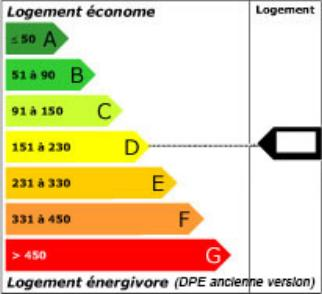 Logement économe
Logement
≤ 50 A
51 à 90 B
91 à 150 C
151 à 230 D
231 à 330 E
331 à 450 F
> 450 G
Logement énergivore (DPE ancienne version)